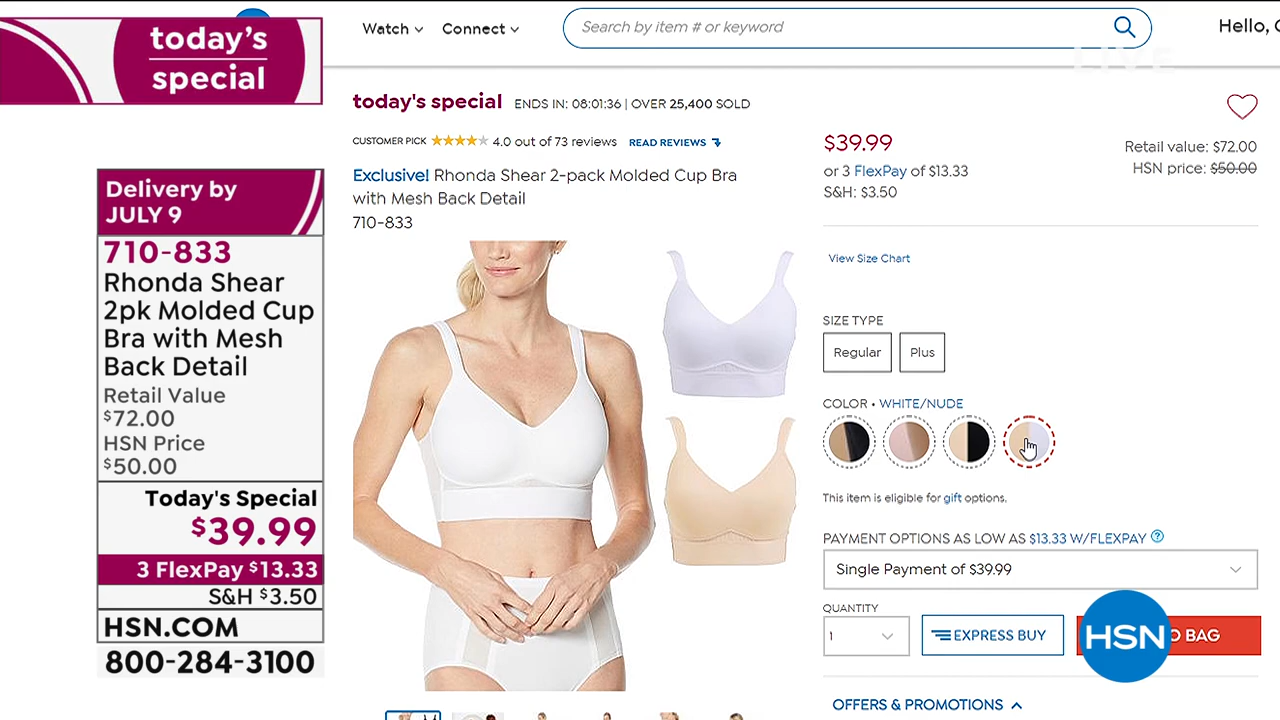 today's
special
Delivery by
JULY 9
710-833
Rhonda Shear
2pk Molded Cup
Bra with Mesh
Back Detail
Retail Value
$72.00
HSN Price
$50.00
Today's Special
$39.99
3 FlexPay $13.33
S&H $3.50
HSN.COM
800-284-3100
Watch Connect
Search by item # or keyword
Hello,
LIVE
today's special ENDS IN: 08:01:36 | OVER 25,400 SOLD
CUSTOMER PICK 4.0 out of 73 reviews READ REVIEWS
Exclusive! Rhonda Shear 2-pack Molded Cup Bra
with Mesh Back Detail
710-833
$39.99
or 3 FlexPay of $13.33
S&H: $3.50
Retail value: $72.00
HSN price: $50.00
View Size Chart
SIZE TYPE
Regular Plus
COLOR • WHITE/NUDE
This item is eligible for gift options.
PAYMENT OPTIONS AS LOW AS $13.33 W/FLEXPAY ?
Single Payment of $39.99
QUANTITY
1
EXPRESS BUY
HSN
BAG
OFFERS & PROMOTIONS